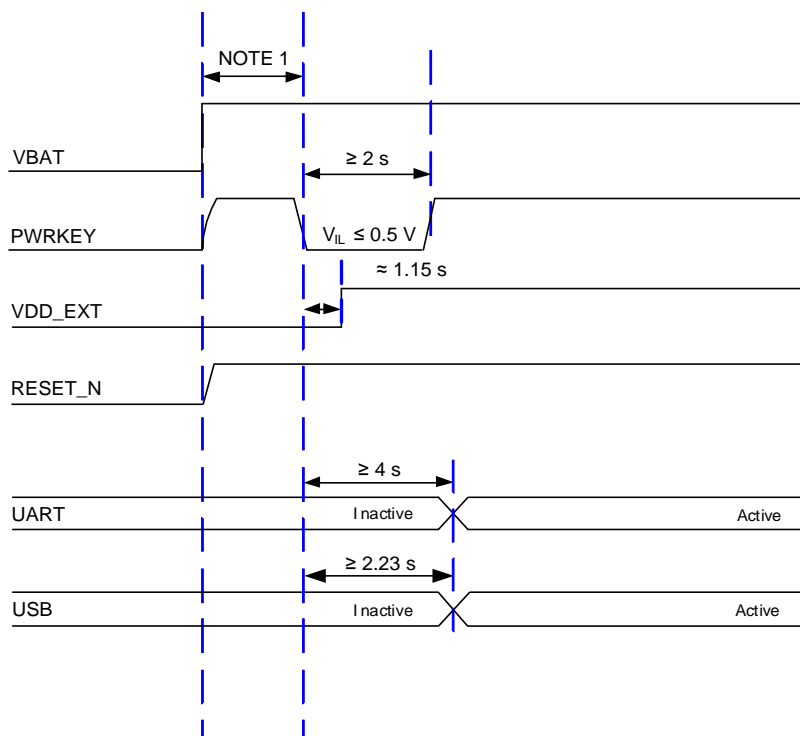 NOTE 1
VBAT
≥ 2 s
PWRKEY
VIL ≤ 0.5 V
≈ 1.15 s
VDD_EXT
RESET_N
≥ 4 s
UART
Inactive
Active
≥ 2.23 s
USB
Inactive
Active